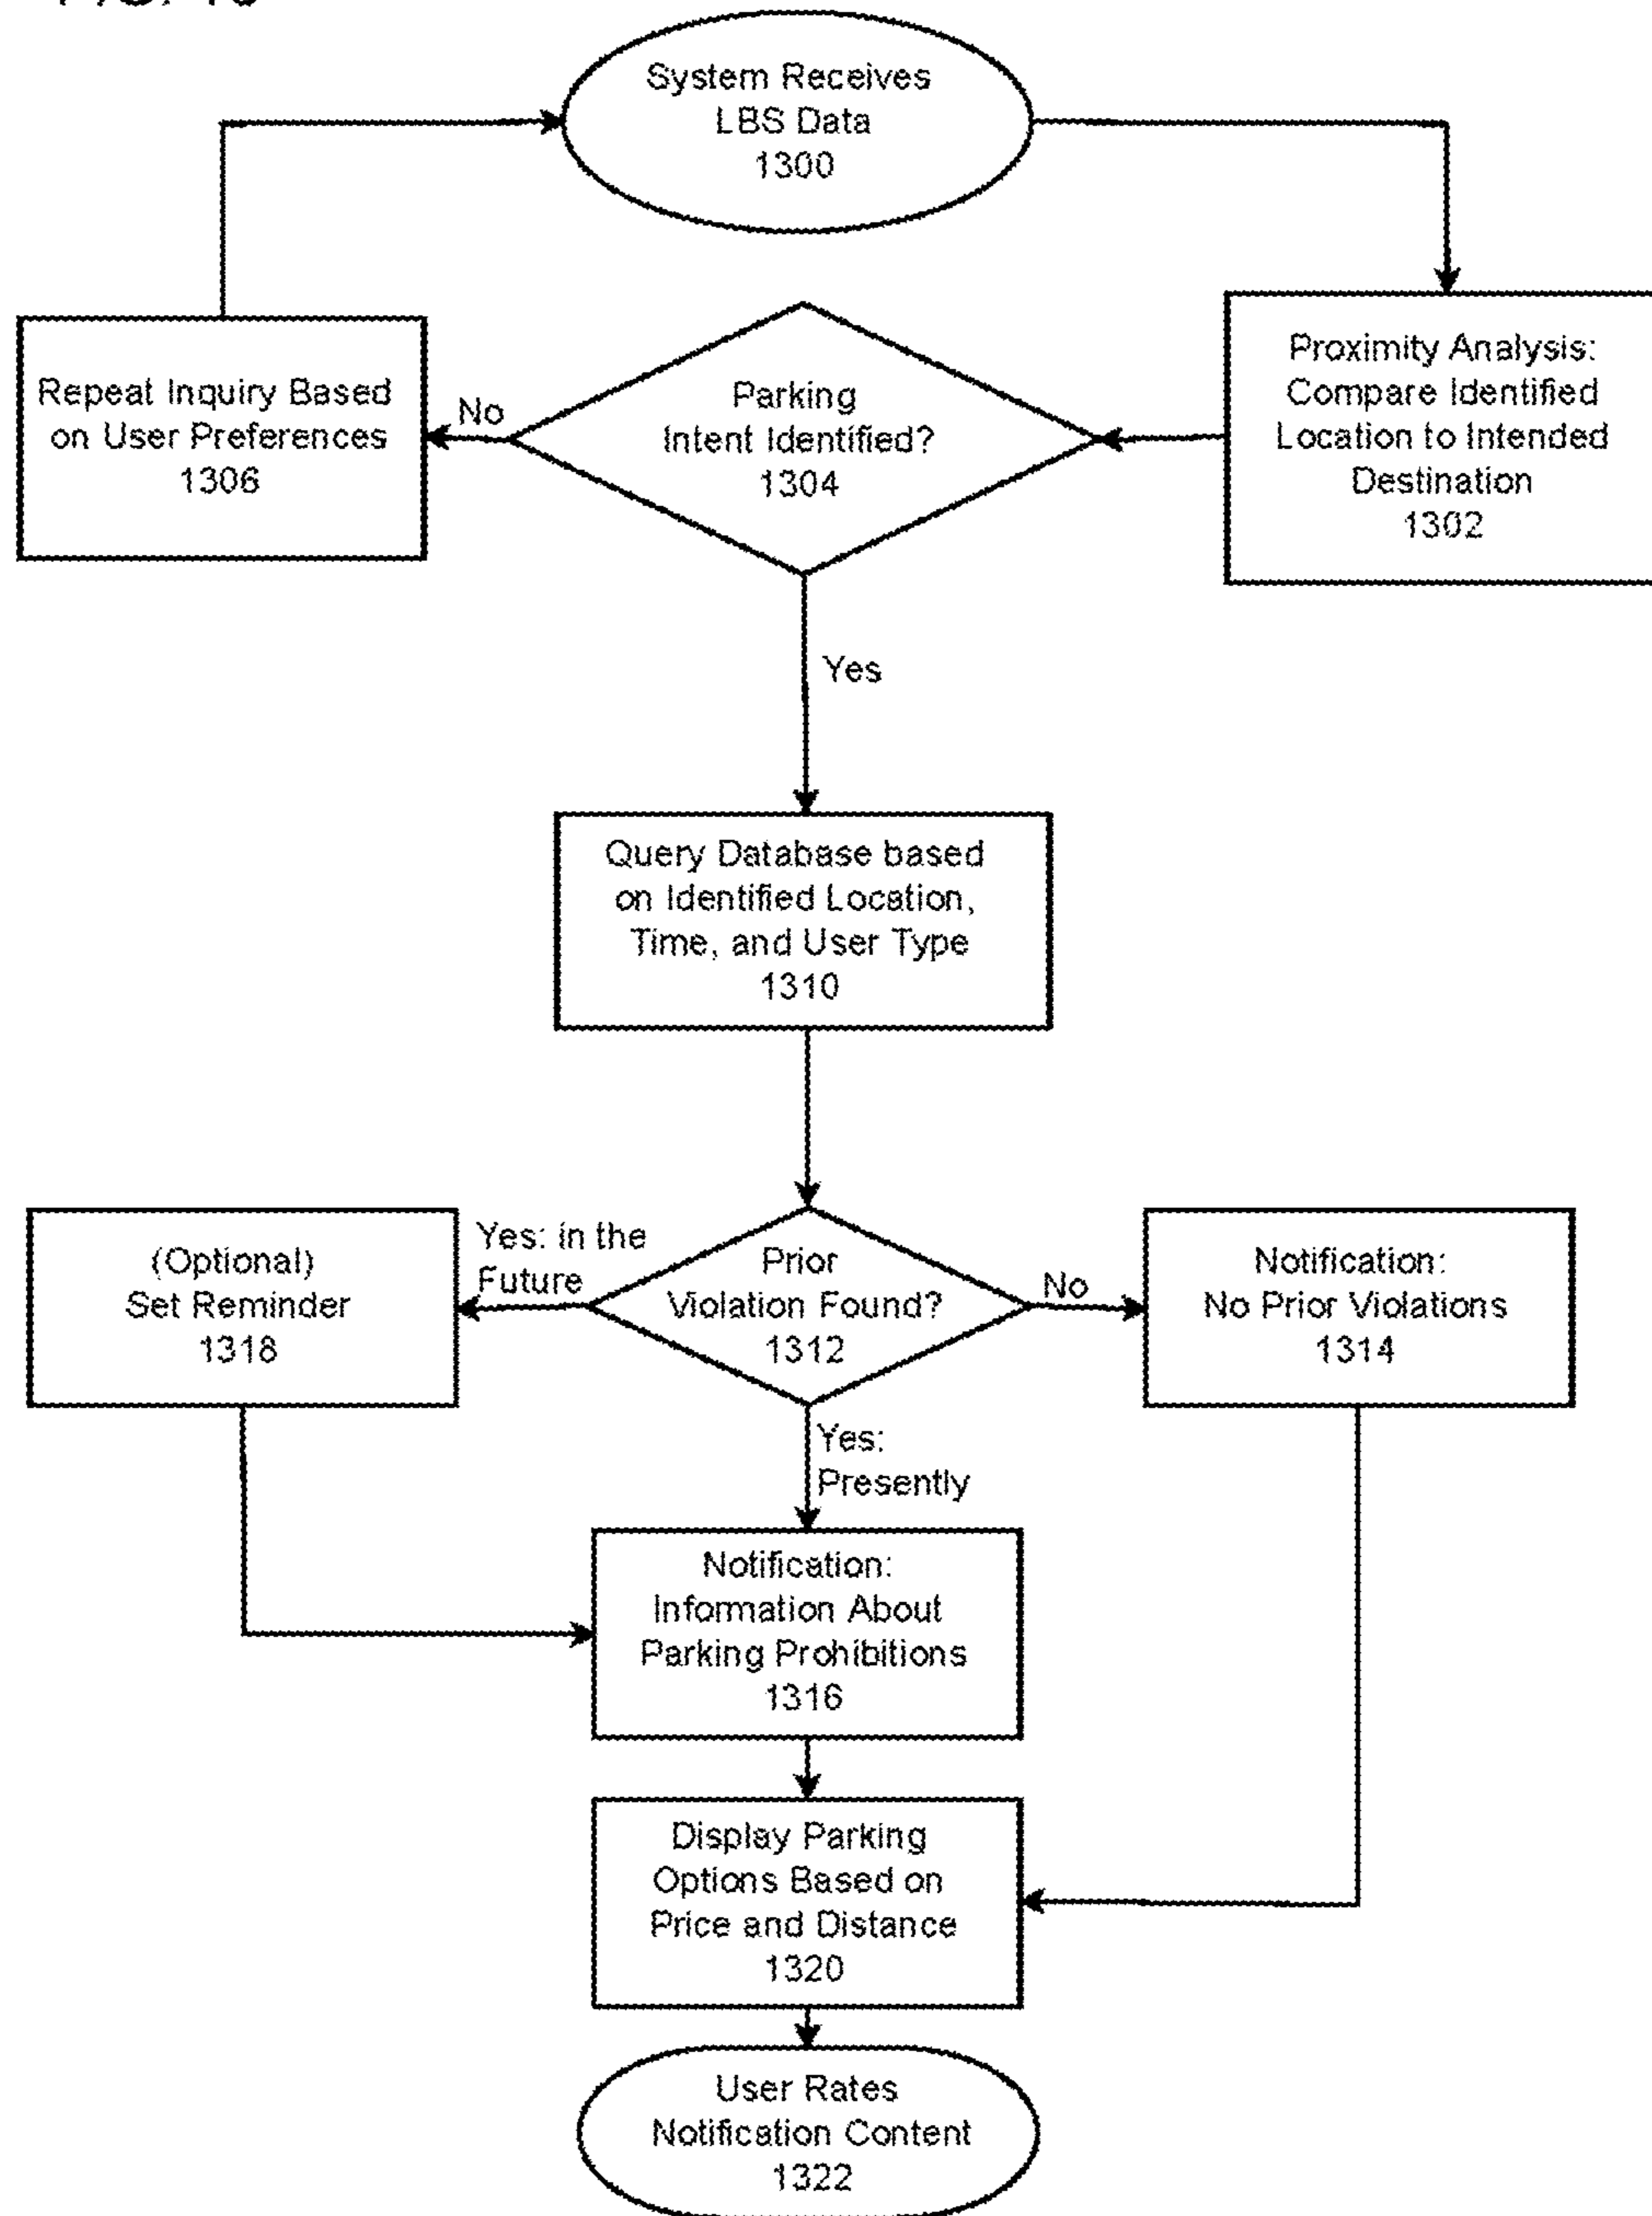 System Receives
LBS Data
1300
Proximity Analysis:
Compare Identified
Location to Intended
Destination
1302
Parking
Intent Identified?
1304
No
Repeat Inquiry Based
on User Preferences
1306
Yes
Query Database based
on Identified Location,
Time, and User Type
1310
Prior
Violation Found?
1312
Yes: in the
Future
(Optional)
Set Reminder
1318
No
Notification:
No Prior Violations
1314
Yes:
Presently
Notification:
Information About
Parking Prohibitions
1316
Display Parking
Options Based on
Price and Distance
1320
User Rates
Notification Content
1322